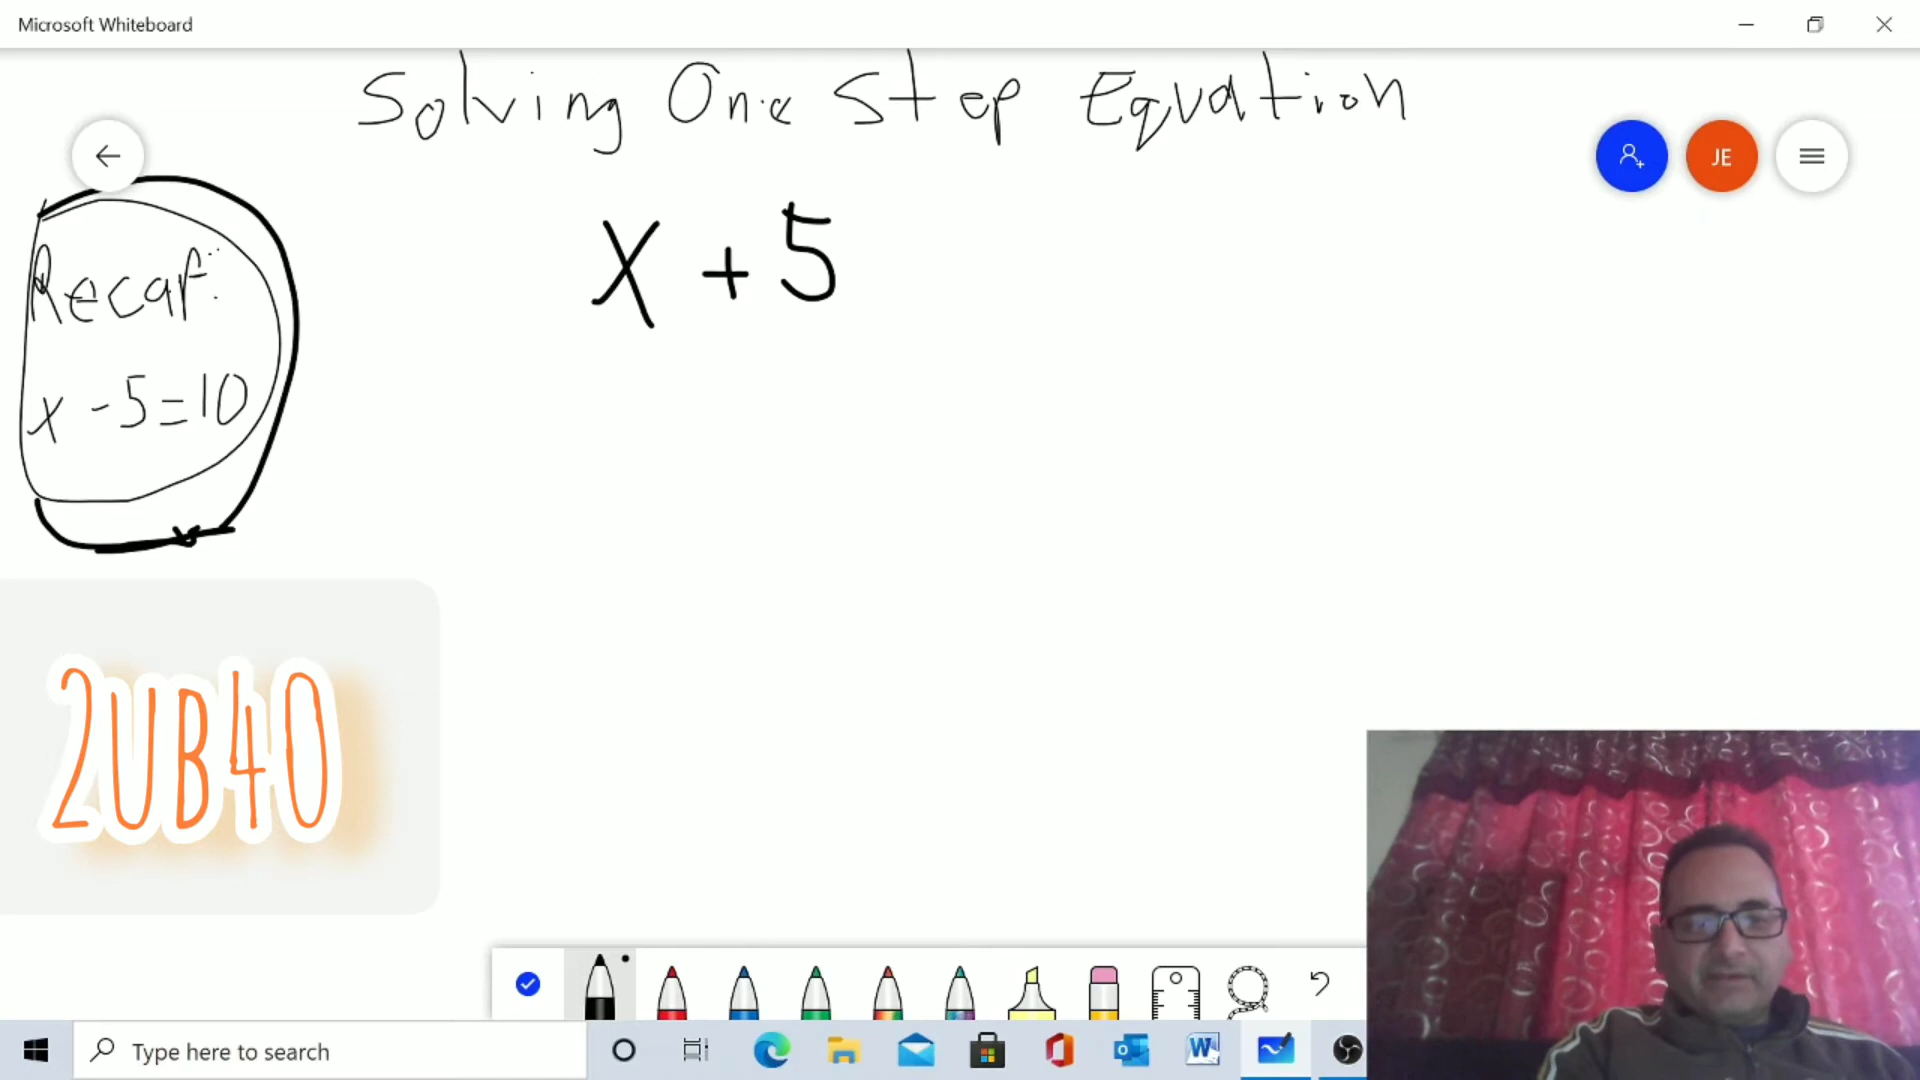 Microsoft Whiteboard
Solving One Step Equation
JE
x + 5
Recap:
x - 5 = 10
2UB40
Type here to search